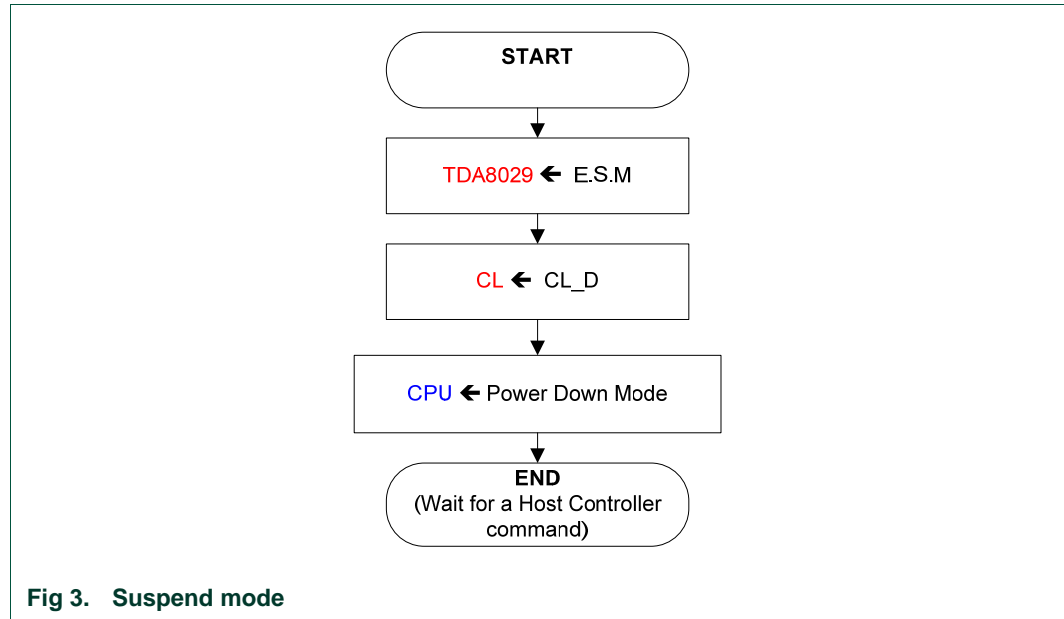 START
TDA8029 🡸 E.S.M
CL 🡸 CL_D
CPU 🡸 Power Down Mode
END
(Wait for a Host Controller
command)
Fig 3. Suspend mode